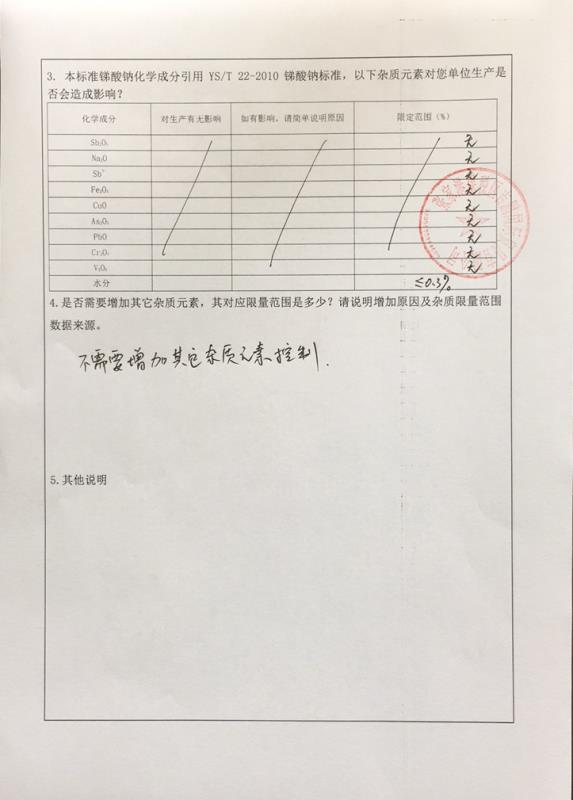 3. 本标准锑酸钠化学成分引用 YS/T 22-2010 锑酸钠标准，以下杂质元素对您单位生产是
否会造成影响？
化学成分 对生产有无影响 如有影响，请简单说明原因 限定范围（%）
Sb₂O₅ 无
Na₂O 无
Sb³⁺ 无
Fe₂O₃ 无
CuO 无
As₂O₃ 无
PbO 无
Cr₂O₃ 无
V₂O₅ 无
水分 ≤0.3%
4.是否需要增加其它杂质元素，其对应限量范围是多少？请说明增加原因及杂质限量范围
数据来源。
不需要增加其它杂质元素控制.
5.其他说明